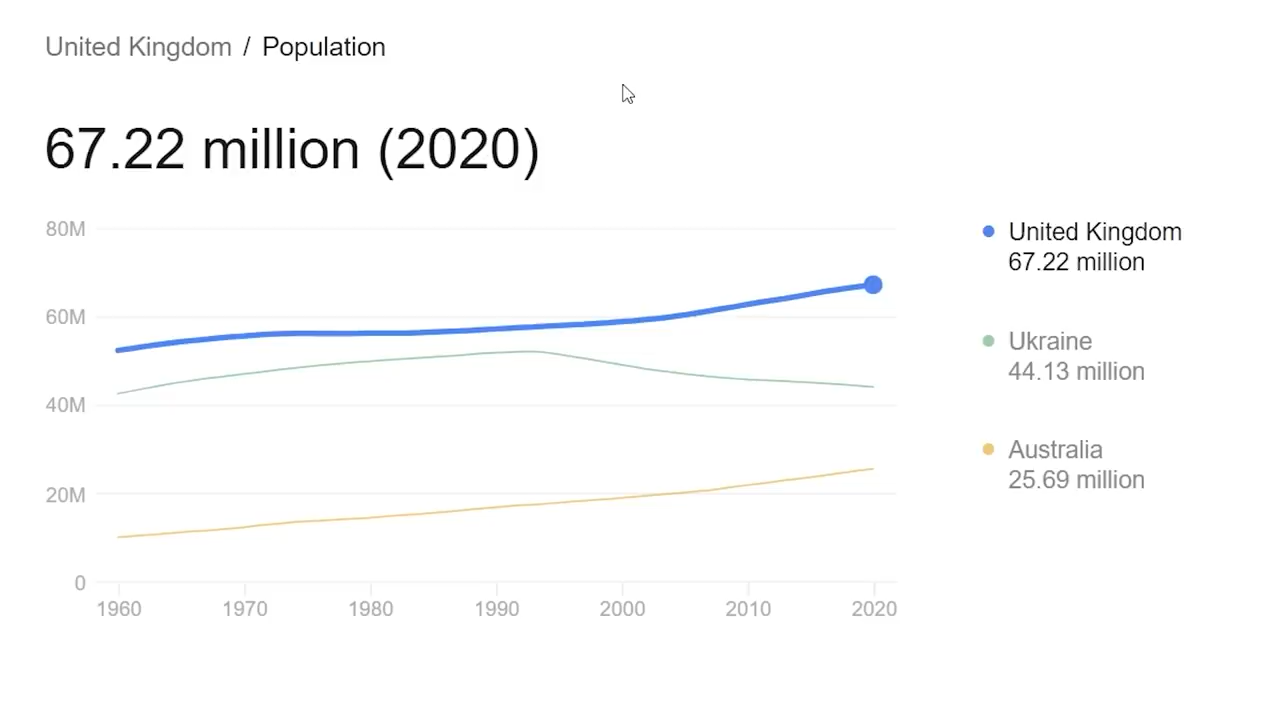 United Kingdom / Population
67.22 million (2020)
80M
60M
40M
20M
0
1960 1970 1980 1990 2000 2010 2020
United Kingdom
67.22 million
Ukraine
44.13 million
Australia
25.69 million